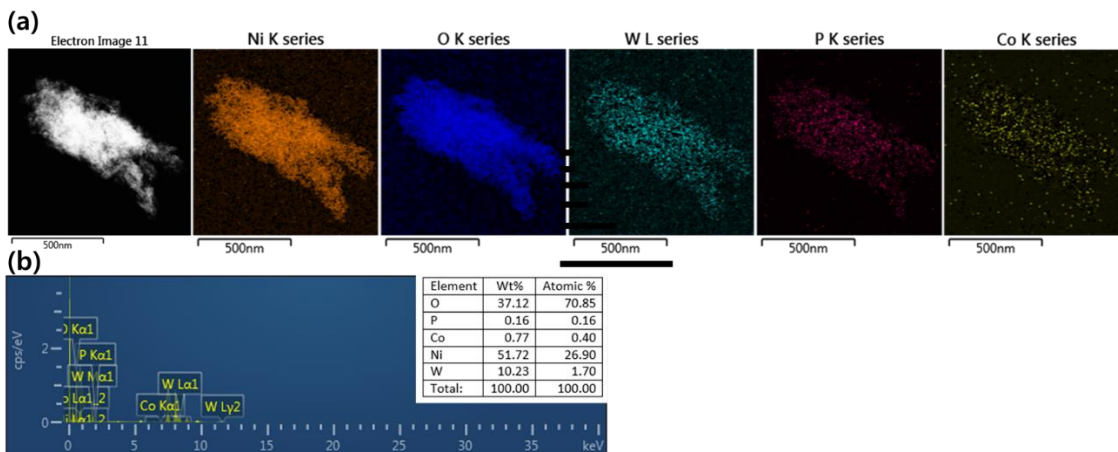 (a)
Electron Image 11
Ni K series
O K series
W L series
P K series
Co K series
500nm
500nm
500nm
500nm
500nm
500nm
(b)
cps/eV
2
0
O Kα1
P Kα1
W Mα1
Lα1_2
Lα1_2
Co Kα1
W Lα1
W Lγ2
0 5 10 15 20 25 30 35 keV
Element Wt% Atomic %
O 37.12 70.85
P 0.16 0.16
Co 0.77 0.40
Ni 51.72 26.90
W 10.23 1.70
Total: 100.00 100.00